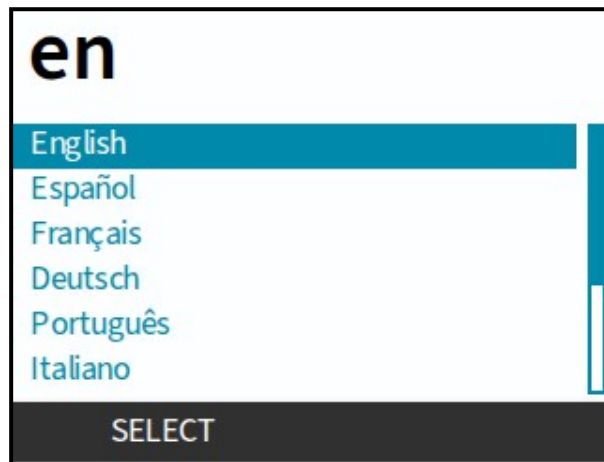 en
English
Español
Français
Deutsch
Português
Italiano
SELECT